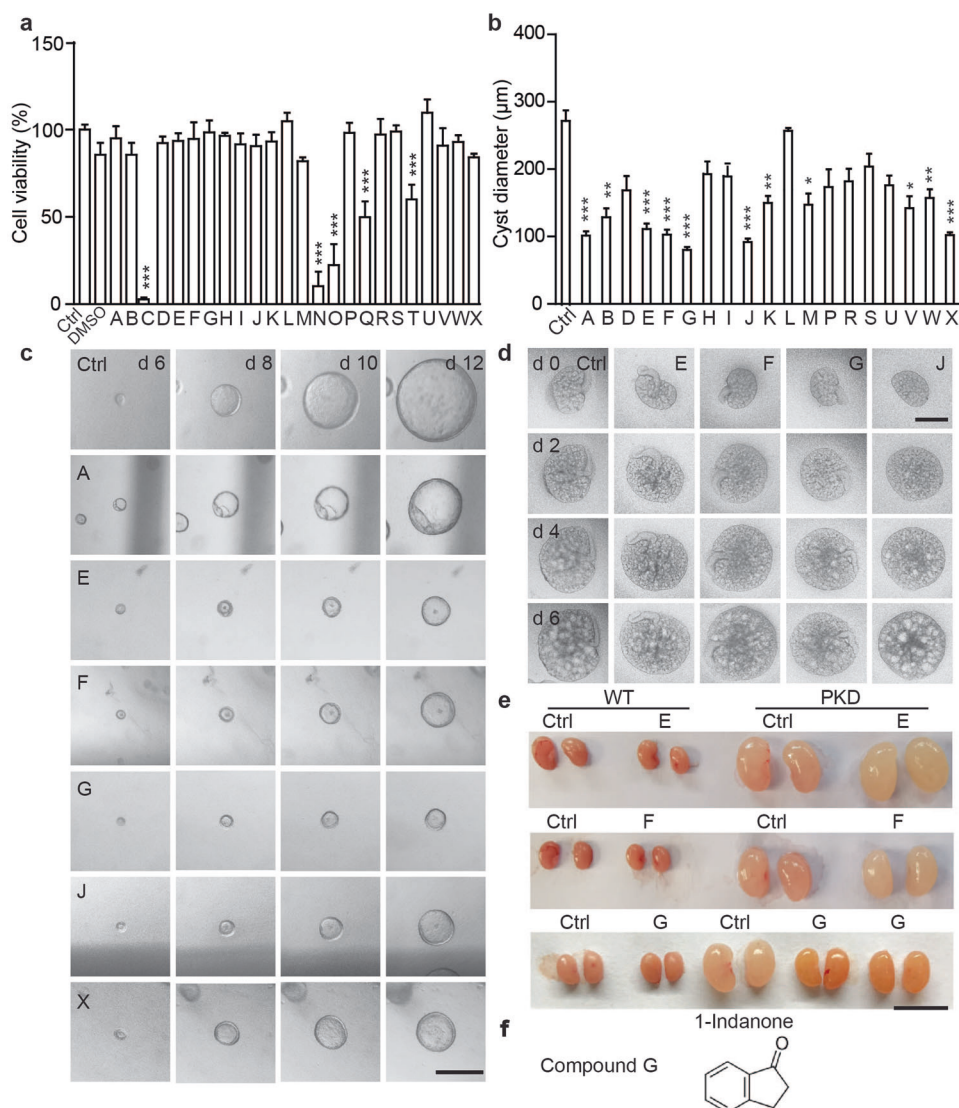 a
Cell viability (%)
150
100
50
0
***
***
***
***
***
Ctrl DMSO A B C D E F G H I J K L M N O P Q R S T U V W X
b
Cyst diameter (µm)
400
300
200
100
0
*** ** *** *** *** *** ** * * ** ***
Ctrl A B D E F G H I J K L M P R S U V W X
c
Ctrl d 6 d 8 d 10 d 12
A
E
F
G
J
X
d
d 0 Ctrl E F G J
d 2
d 4
d 6
e
WT PKD
Ctrl E Ctrl E
Ctrl F Ctrl F
Ctrl G Ctrl G G
f
1-Indanone
Compound G
O